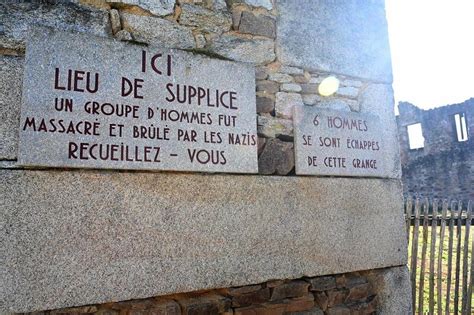 ICI
LIEU DE SUPPLICE
UN GROUPE D'HOMMES FUT
MASSACRÉ ET BRÛLÉ PAR LES NAZIS
RECUEILLEZ - VOUS
6 HOMMES
SE SONT ÉCHAPPÉS
DE CETTE GRANGE